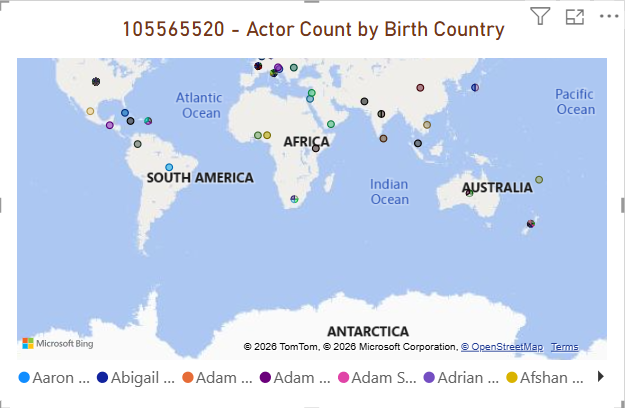 105565520 - Actor Count by Birth Country
Atlantic
Ocean
Pacific
Ocean
AFRICA
SOUTH AMERICA
Indian
Ocean
AUSTRALIA
ANTARCTICA
Microsoft Bing
© 2026 TomTom, © 2026 Microsoft Corporation, © OpenStreetMap Terms
Aaron ... Abigail ... Adam ... Adam ... Adam S... Adrian ... Afshan ...